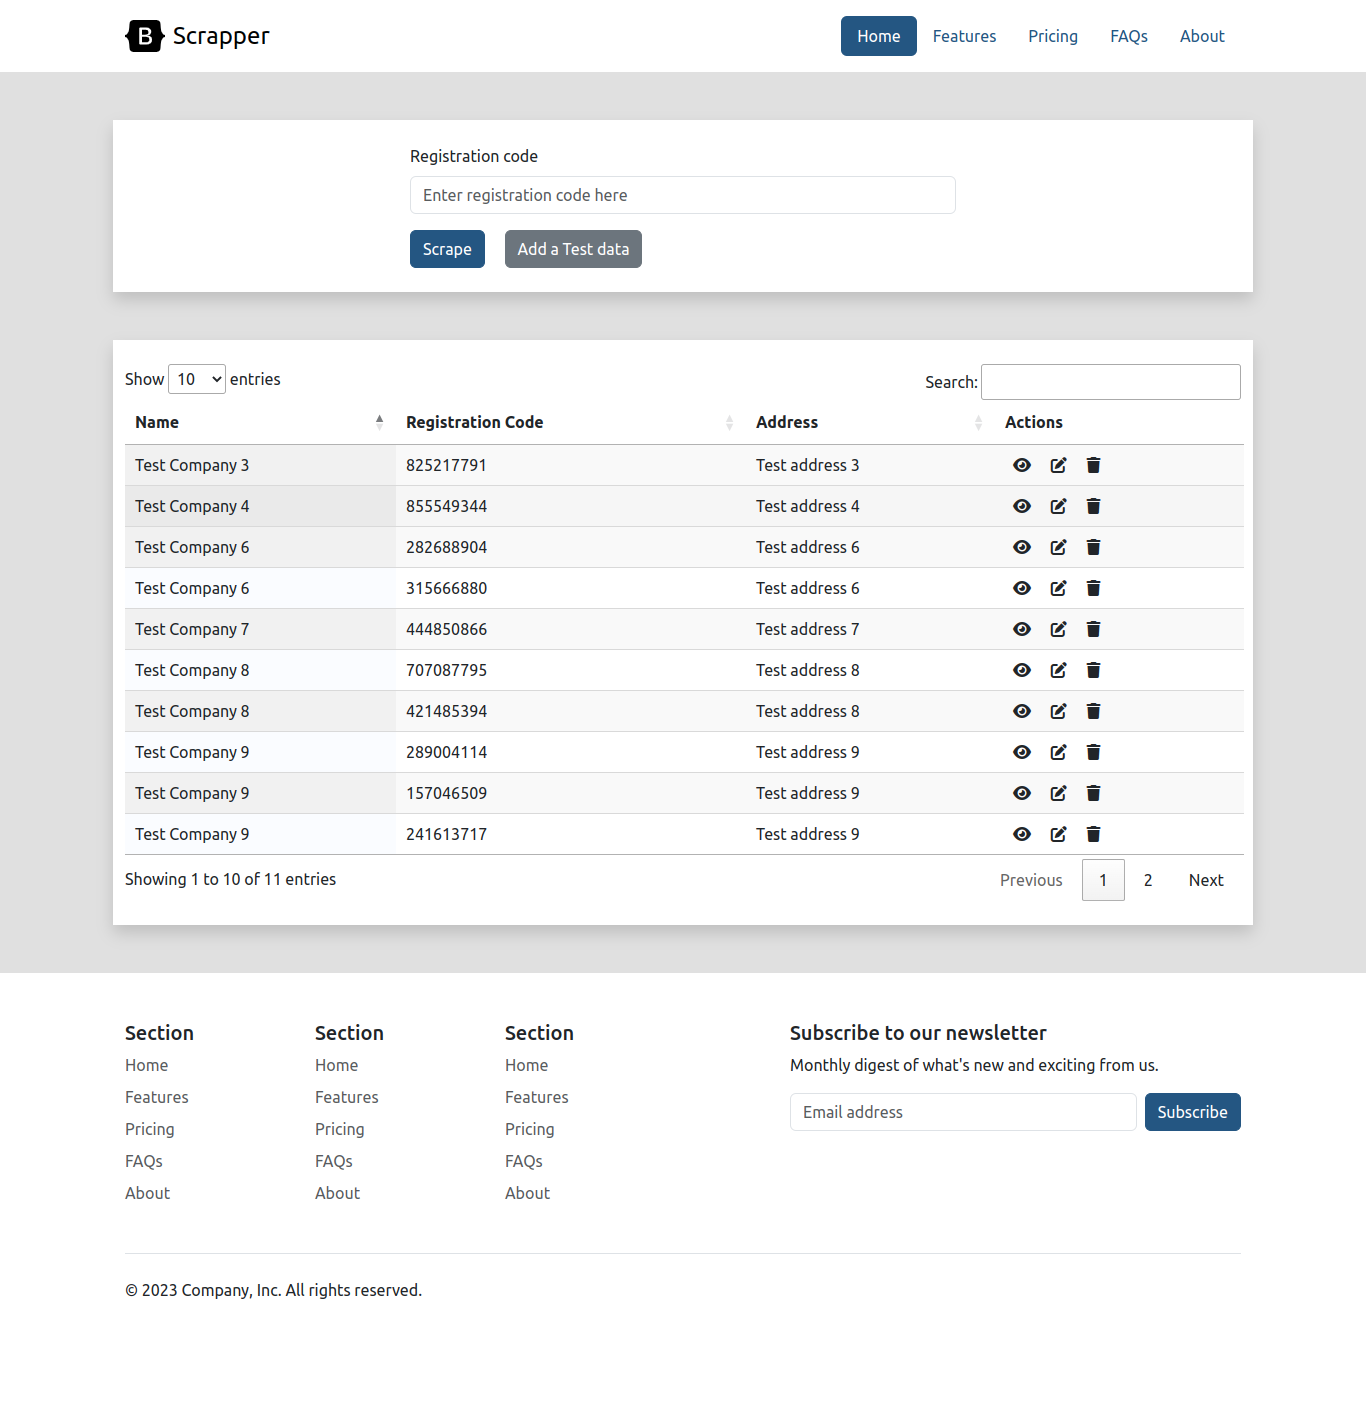 B Scrapper Home Features Pricing FAQs About
Registration code
Enter registration code here
Scrape Add a Test data
Show 10 entries Search:
Name Registration Code Address Actions
Test Company 3 825217791 Test address 3
Test Company 4 855549344 Test address 4
Test Company 6 282688904 Test address 6
Test Company 6 315666880 Test address 6
Test Company 7 444850866 Test address 7
Test Company 8 707087795 Test address 8
Test Company 8 421485394 Test address 8
Test Company 9 289004114 Test address 9
Test Company 9 157046509 Test address 9
Test Company 9 241613717 Test address 9
Showing 1 to 10 of 11 entries Previous 1 2 Next
Section Section Section Subscribe to our newsletter
Home Home Home Monthly digest of what's new and exciting from us.
Features Features Features Email address Subscribe
Pricing Pricing Pricing
FAQs FAQs FAQs
About About About
© 2023 Company, Inc. All rights reserved.